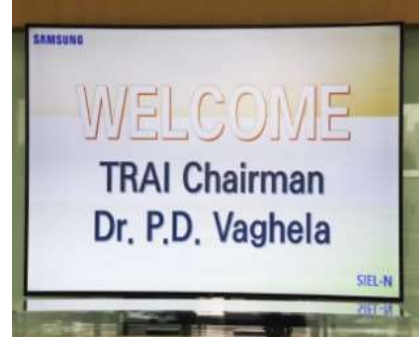 SAMSUNG
WELCOME
TRAI Chairman
Dr. P.D. Vaghela
SIEL-N